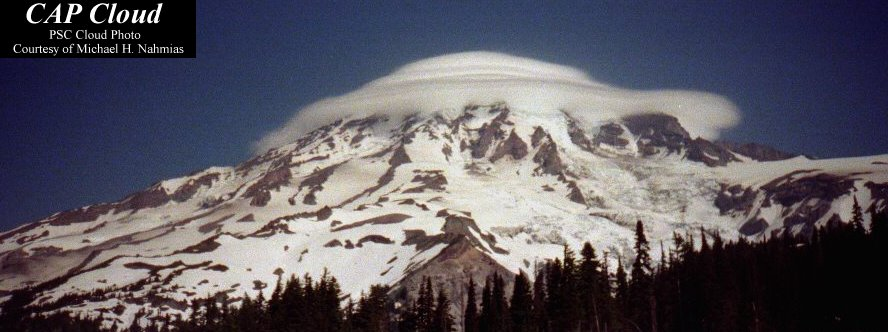 CAP Cloud
PSC Cloud Photo
Courtesy of Michael H. Nahmias